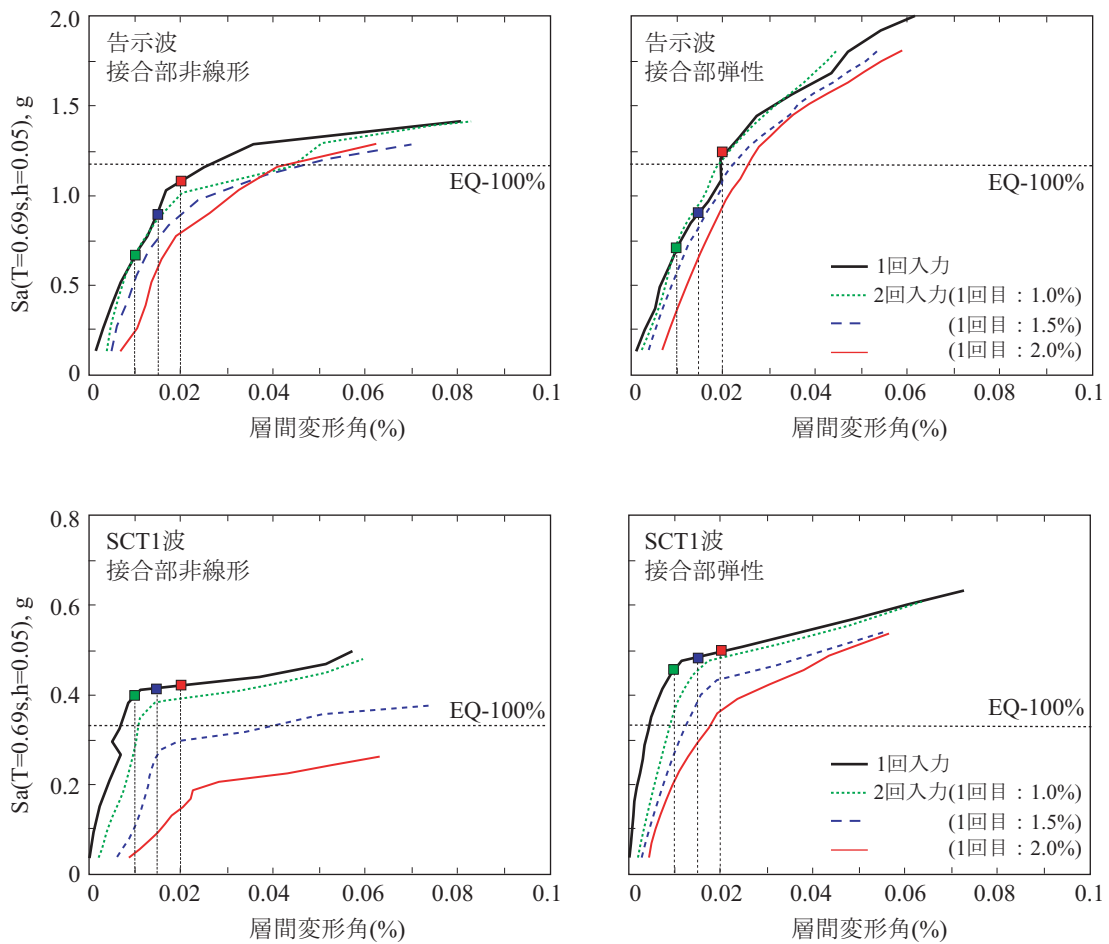 告示波
接合部非線形
EQ-100%
2.0
1.5
1.0
0.5
0
Sa(T=0.69s,h=0.05), g
0 0.02 0.04 0.06 0.08 0.1
層間変形角(%)
告示波
接合部弾性
EQ-100%
1回入力
2回入力(1回目：1.0%)
(1回目：1.5%)
(1回目：2.0%)
0 0.02 0.04 0.06 0.08 0.1
層間変形角(%)
SCT1波
接合部非線形
EQ-100%
0.8
0.6
0.4
0.2
0
Sa(T=0.69s,h=0.05), g
0 0.02 0.04 0.06 0.08 0.1
層間変形角(%)
SCT1波
接合部弾性
EQ-100%
1回入力
2回入力(1回目：1.0%)
(1回目：1.5%)
(1回目：2.0%)
0 0.02 0.04 0.06 0.08 0.1
層間変形角(%)